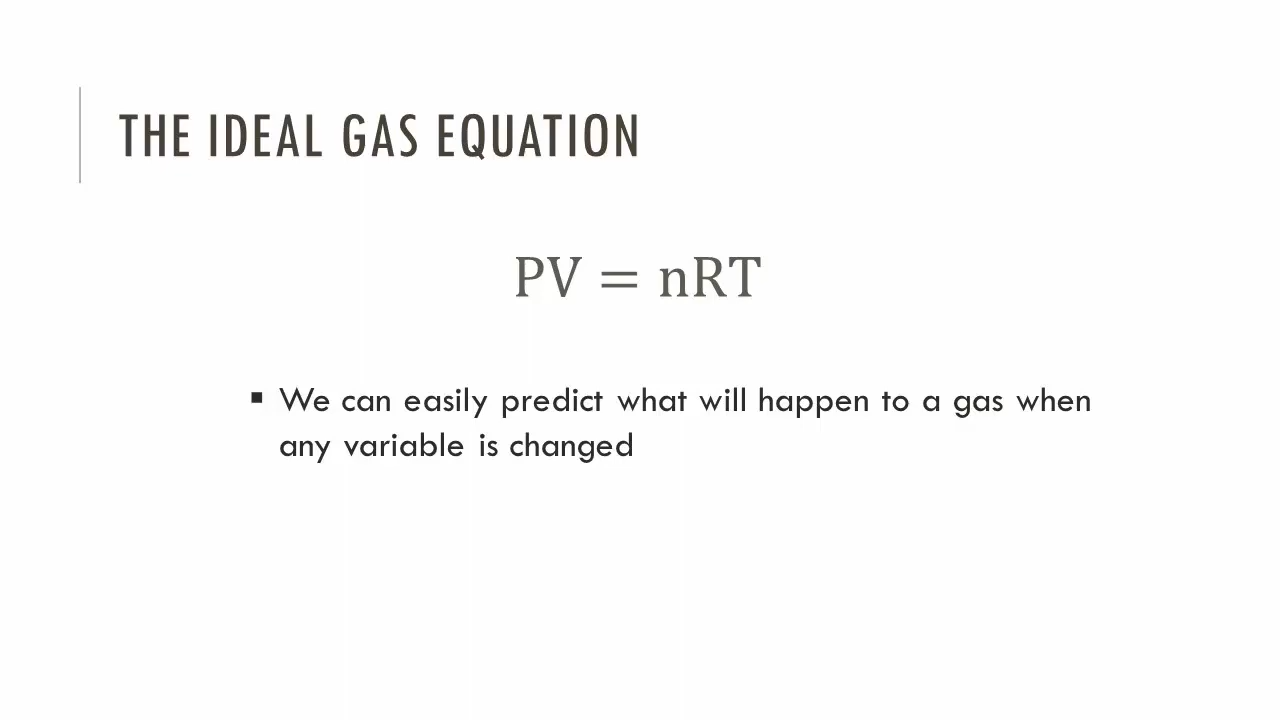 THE IDEAL GAS EQUATION
PV = nRT
▪ We can easily predict what will happen to a gas when
any variable is changed